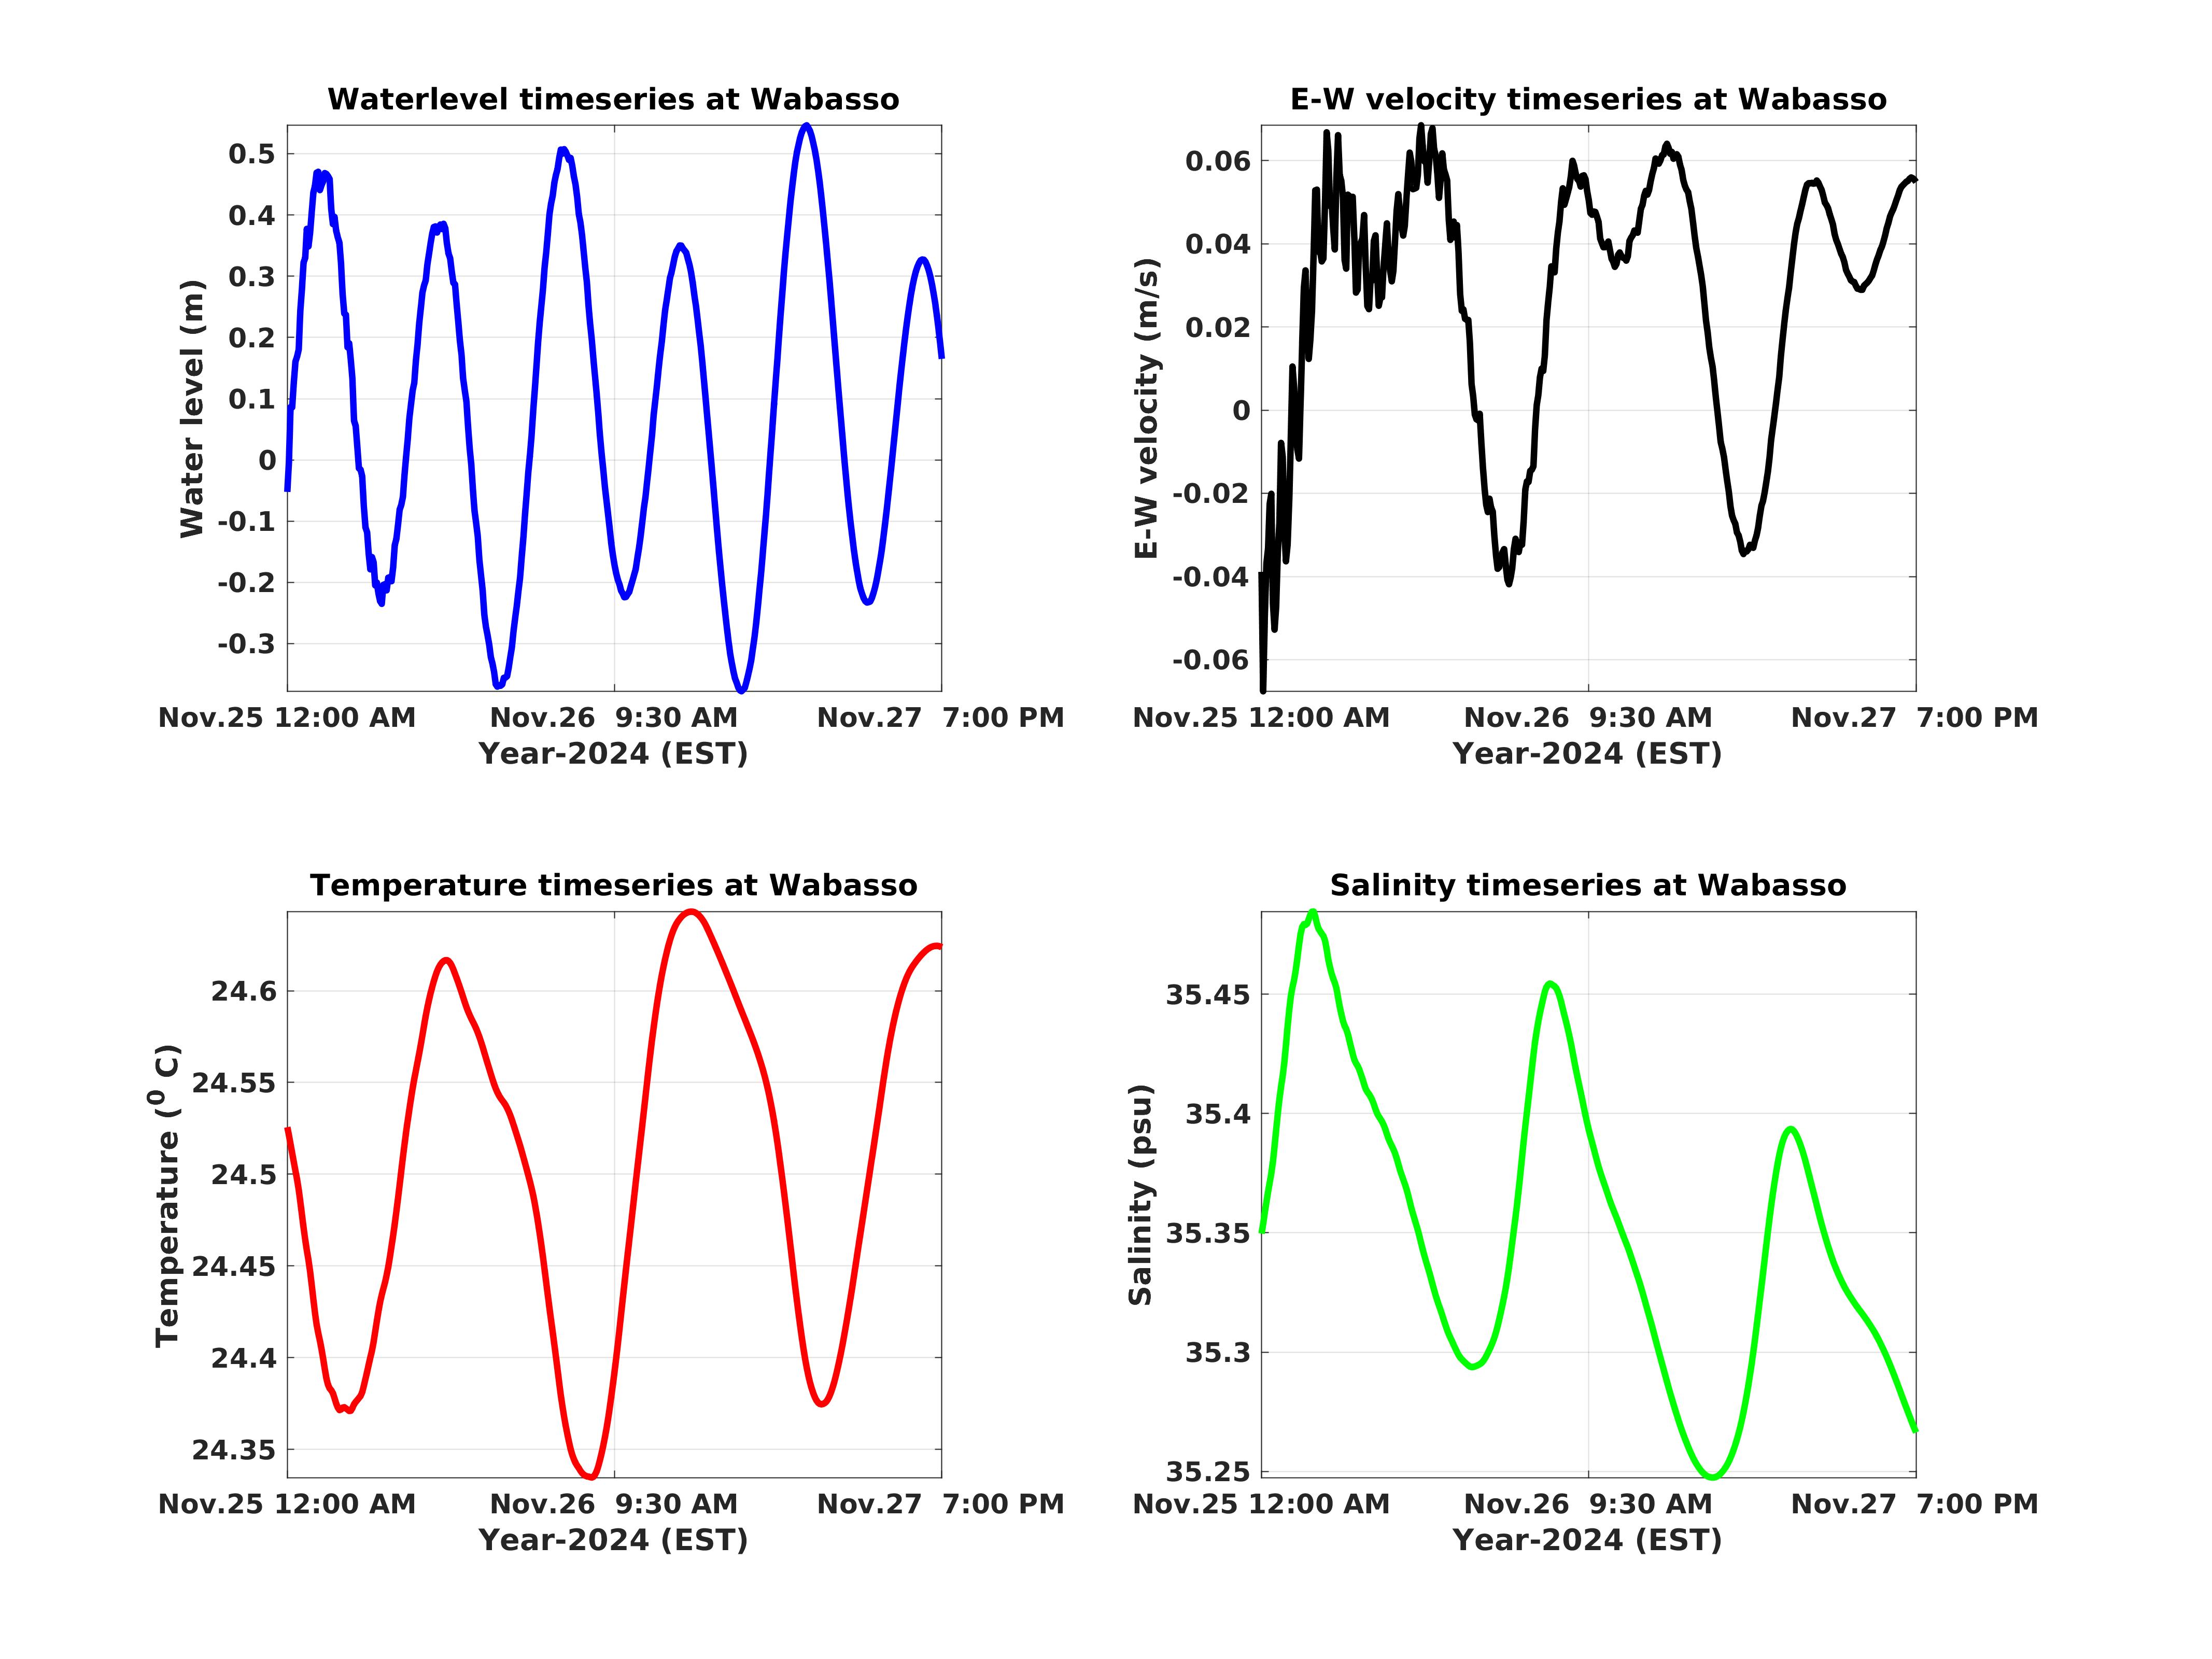 Waterlevel timeseries at Wabasso
0.5
0.4
0.3
0.2
0.1
0
-0.1
-0.2
-0.3
Water level (m)
Nov.25 12:00 AM
Nov.26 9:30 AM
Nov.27 7:00 PM
Year-2024 (EST)
E-W velocity timeseries at Wabasso
0.06
0.04
0.02
0
-0.02
-0.04
-0.06
E-W velocity (m/s)
Nov.25 12:00 AM
Nov.26 9:30 AM
Nov.27 7:00 PM
Year-2024 (EST)
Temperature timeseries at Wabasso
24.6
24.55
24.5
24.45
24.4
24.35
Temperature (⁰ C)
Nov.25 12:00 AM
Nov.26 9:30 AM
Nov.27 7:00 PM
Year-2024 (EST)
Salinity timeseries at Wabasso
35.45
35.4
35.35
35.3
35.25
Salinity (psu)
Nov.25 12:00 AM
Nov.26 9:30 AM
Nov.27 7:00 PM
Year-2024 (EST)